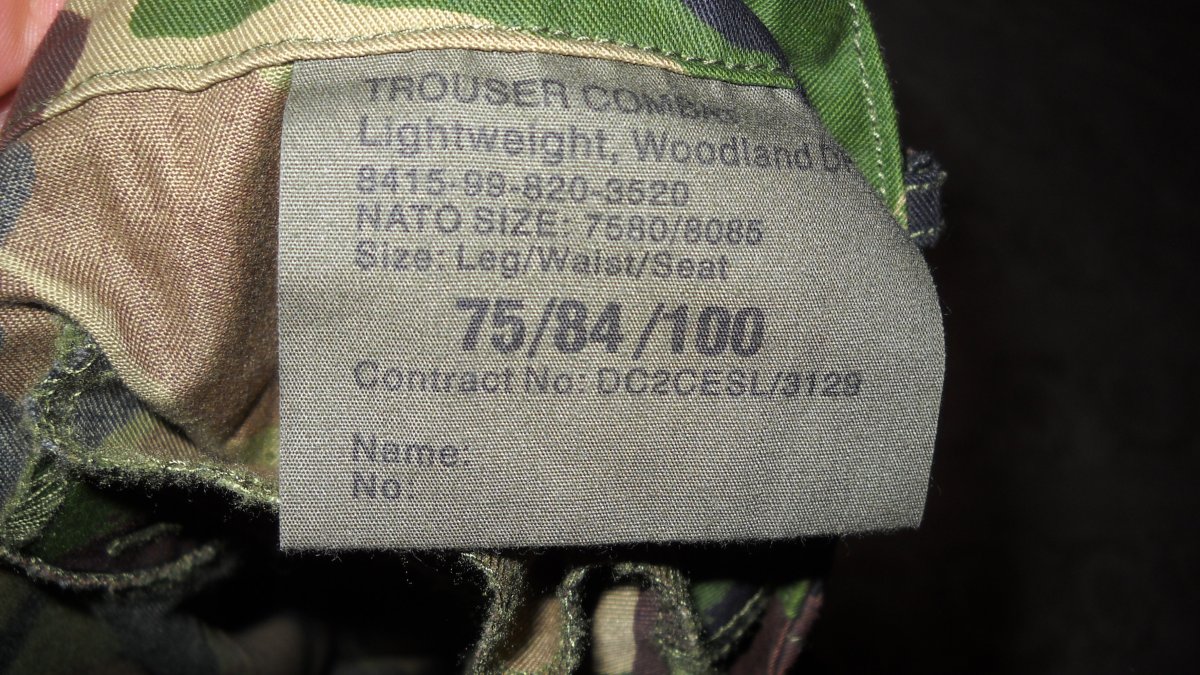 TROUSER COMBAT
Lightweight, Woodland
8415-99-820-3520
NATO SIZE: 7580/8085
Size: Leg/Waist/Seat
75/84/100
Contract No: DC2CESL/3129
Name:
No: